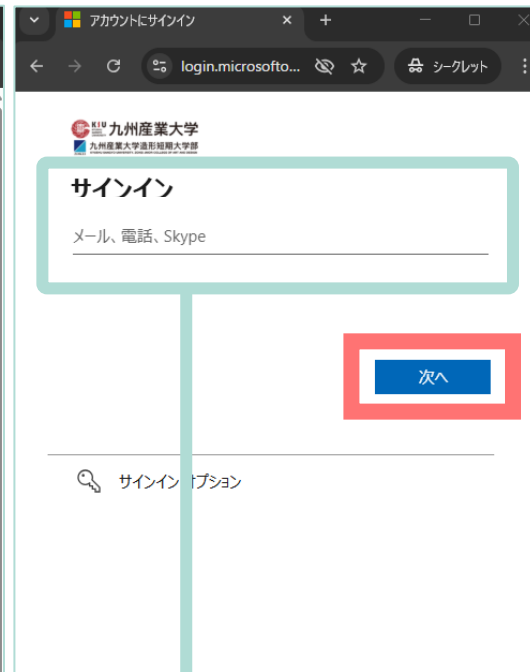 アカウントにサインイン
login.microsofto...
シークレット
KIU 九州産業大学
九州産業大学造形短期大学部
サインイン
メール、電話、Skype
次へ
サインイン オプション